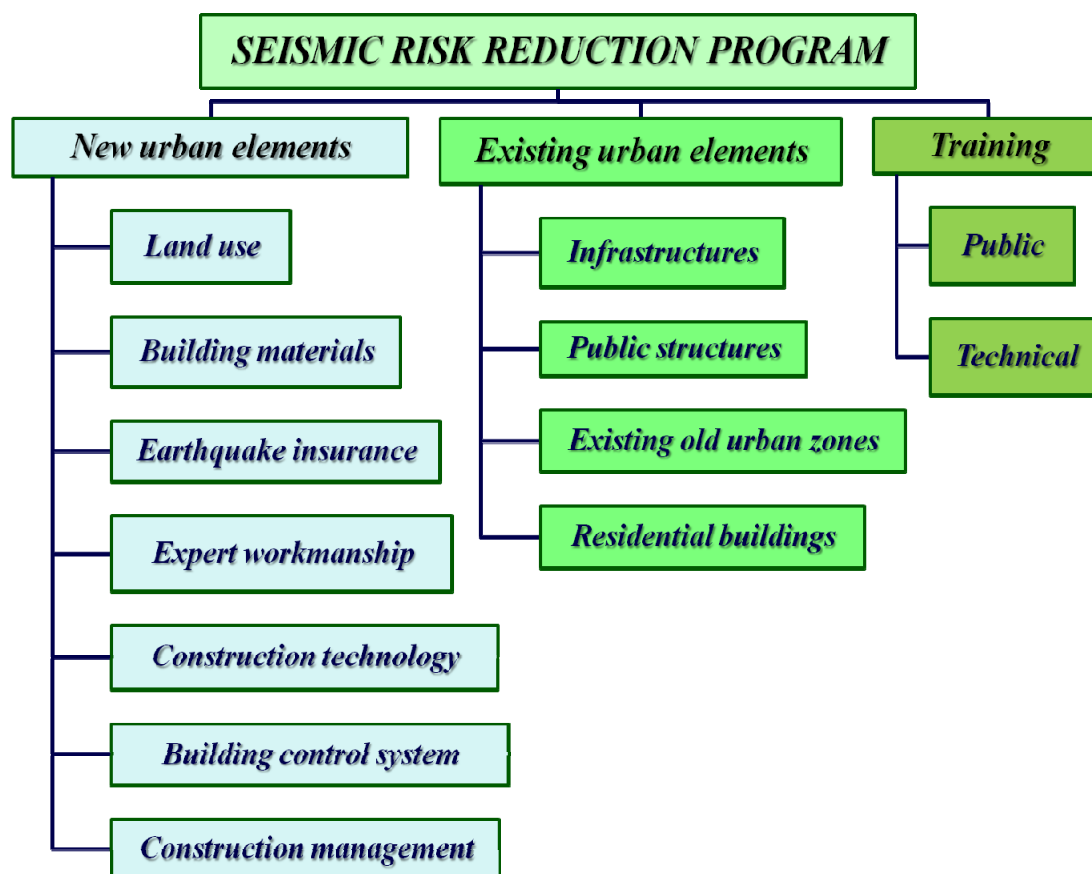 SEISMIC RISK REDUCTION PROGRAM
New urban elements
Land use
Building materials
Earthquake insurance
Expert workmanship
Construction technology
Building control system
Construction management
Existing urban elements
Infrastructures
Public structures
Existing old urban zones
Residential buildings
Training
Public
Technical